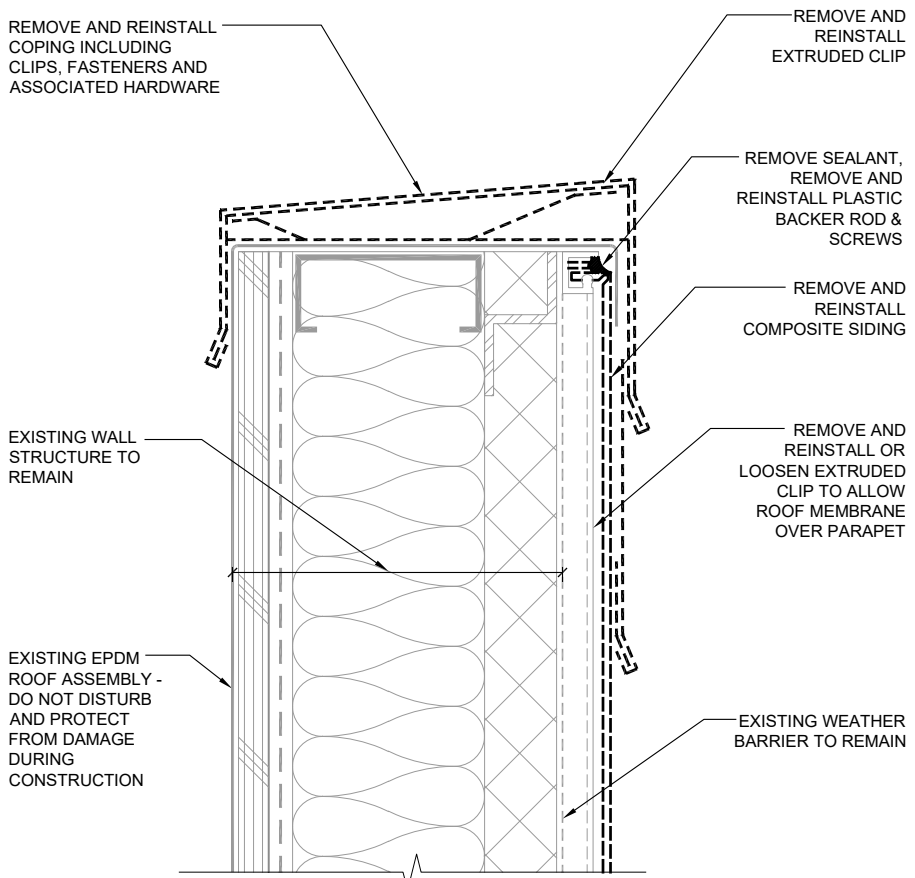 REMOVE AND REINSTALL
COPING INCLUDING
CLIPS, FASTENERS AND
ASSOCIATED HARDWARE
REMOVE AND
REINSTALL
EXTRUDED CLIP
REMOVE SEALANT,
REMOVE AND
REINSTALL PLASTIC
BACKER ROD &
SCREWS
REMOVE AND
REINSTALL
COMPOSITE SIDING
EXISTING WALL
STRUCTURE TO
REMAIN
REMOVE AND
REINSTALL OR
LOOSEN EXTRUDED
CLIP TO ALLOW
ROOF MEMBRANE
OVER PARAPET
EXISTING EPDM
ROOF ASSEMBLY -
DO NOT DISTURB
AND PROTECT
FROM DAMAGE
DURING
CONSTRUCTION
EXISTING WEATHER
BARRIER TO REMAIN